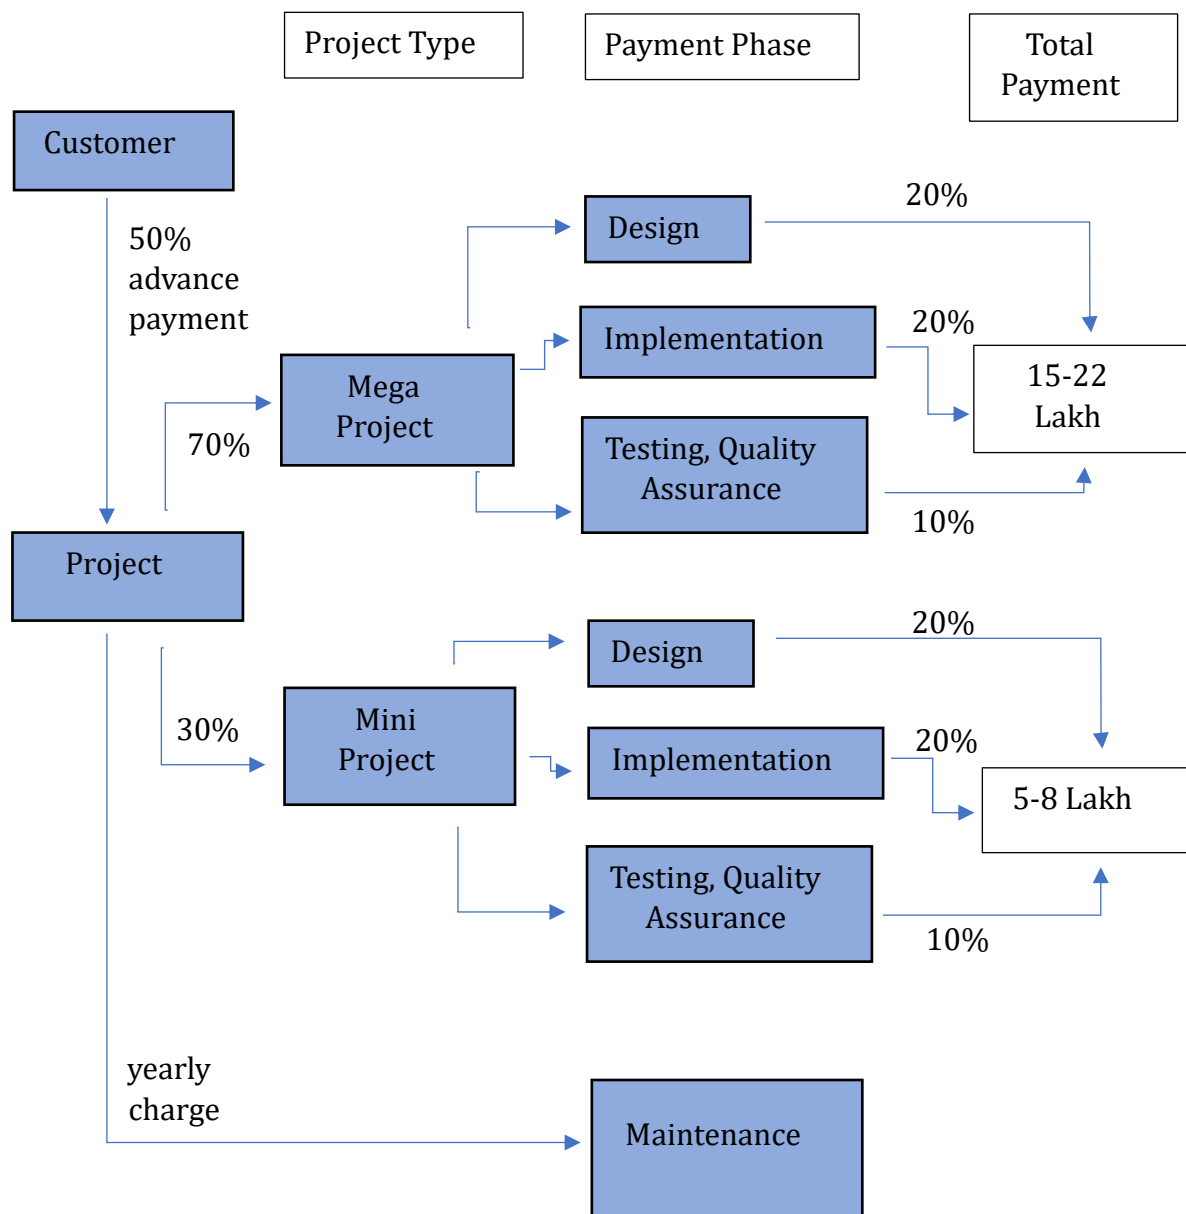 Project Type
Payment Phase
Total
Payment
Customer
50%
advance
payment
70%
Project
30%
Mega
Project
Design
20%
Implementation
20%
Testing, Quality
Assurance
10%
15-22
Lakh
Mini
Project
Design
20%
Implementation
20%
Testing, Quality
Assurance
10%
5-8 Lakh
yearly
charge
Maintenance